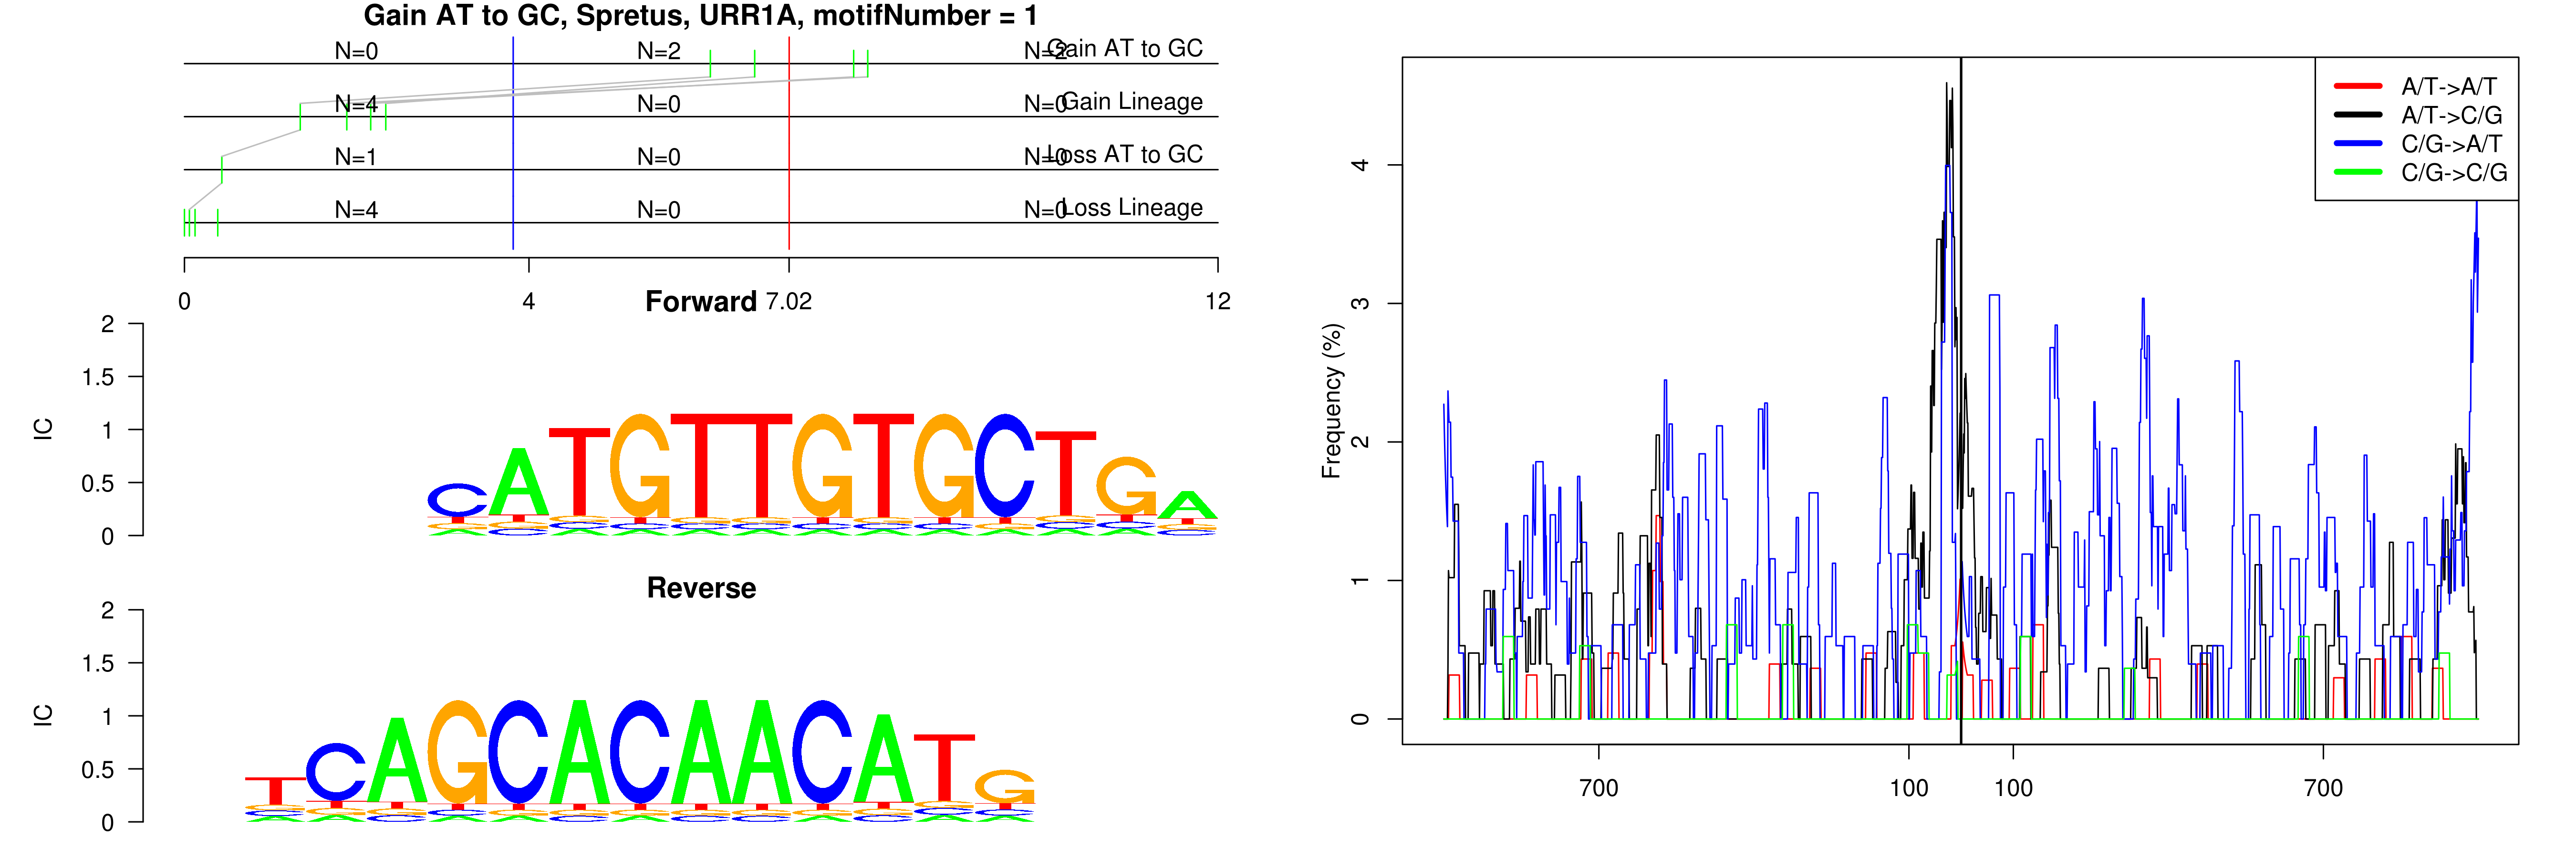 Gain AT to GC, Spretus, URR1A, motifNumber = 1
N=0 N=2 N=2 Gain AT to GC
N=4 N=0 N=0 Gain Lineage
N=1 N=0 N=0 Loss AT to GC
N=4 N=0 N=0 Loss Lineage
0 4 7.02 12
Forward
IC
2
1.5
1
0.5
0
CATGTTGTGCTGA
Reverse
IC
2
1.5
1
0.5
0
TCAGCACAACATG
Frequency (%)
4
3
2
1
0
A/T->A/T
A/T->C/G
C/G->A/T
C/G->C/G
700 100 100 700